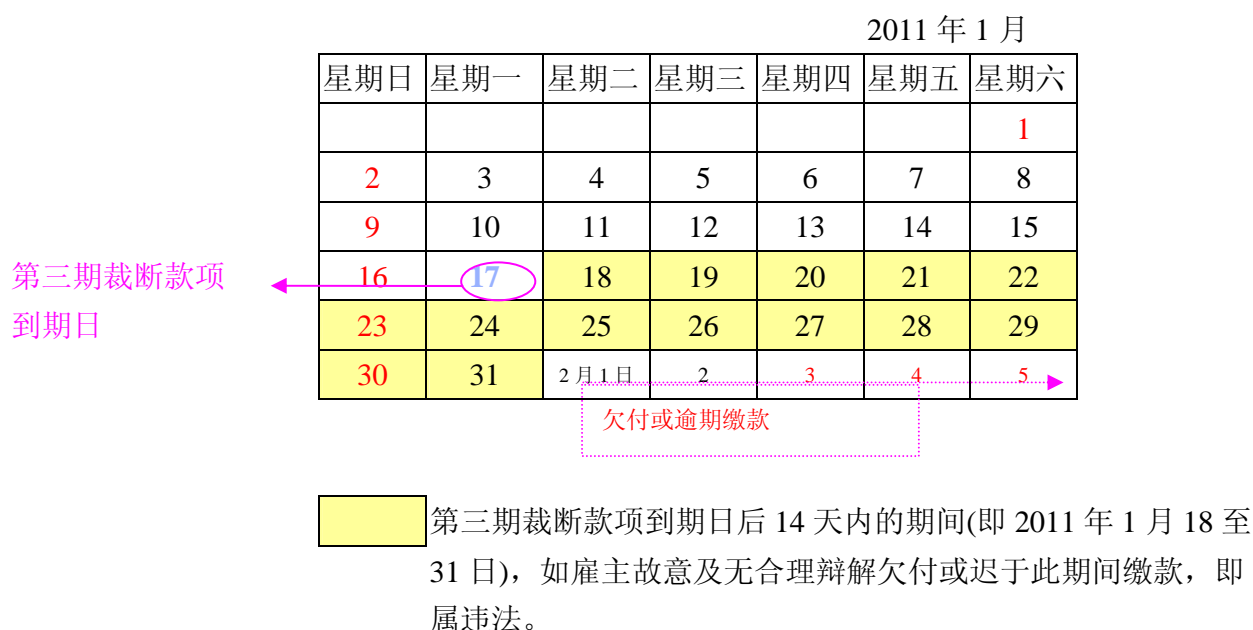 2011 年 1 月
星期日 星期一 星期二 星期三 星期四 星期五 星期六
1
2 3 4 5 6 7 8
9 10 11 12 13 14 15
第三期裁断款项
到期日
16 17 18 19 20 21 22
23 24 25 26 27 28 29
30 31 2 月 1 日 2 3 4 5
欠付或逾期缴款
第三期裁断款项到期日后 14 天内的期间(即 2011 年 1 月 18 至
31 日)，如雇主故意及无合理辩解欠付或迟于此期间缴款，即
属违法。